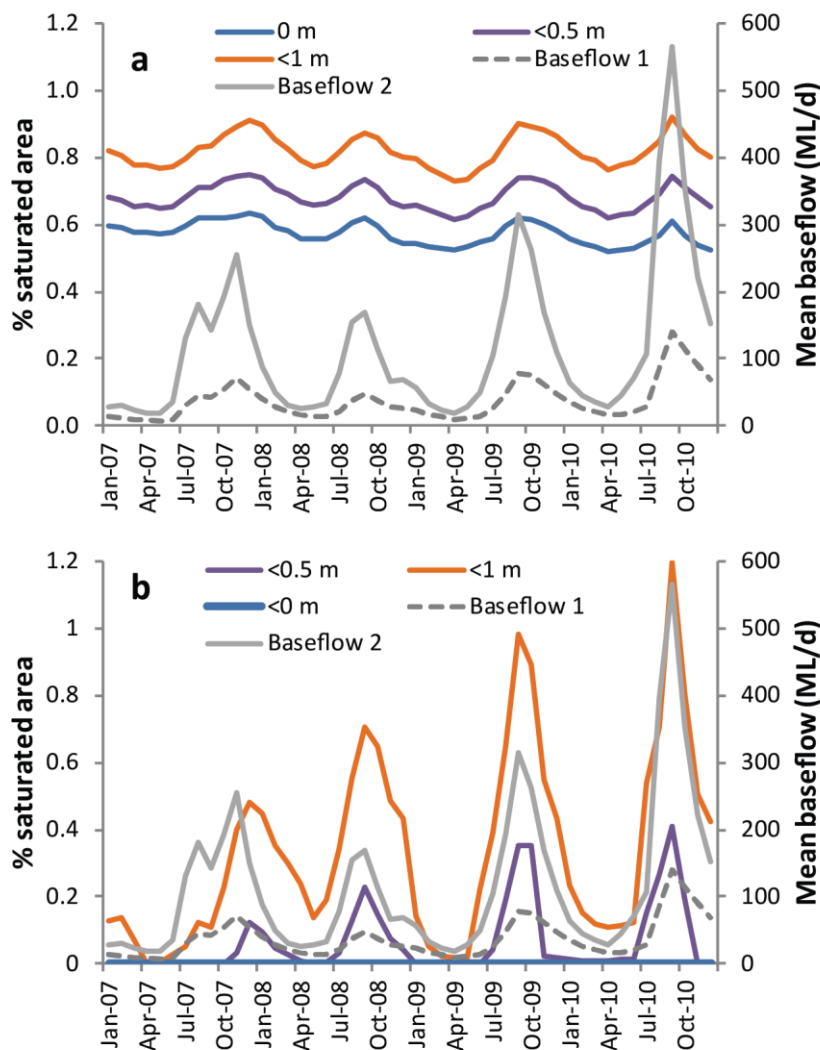 1.2
1.0
0.8
0.6
0.4
0.2
0.0
% saturated area
a
0 m
<0.5 m
<1 m
Baseflow 1
Baseflow 2
600
500
400
300
200
100
0
Mean baseflow (ML/d)
Jan-07
Apr-07
Jul-07
Oct-07
Jan-08
Apr-08
Jul-08
Oct-08
Jan-09
Apr-09
Jul-09
Oct-09
Jan-10
Apr-10
Jul-10
Oct-10
1.2
1
0.8
0.6
0.4
0.2
0
% saturated area
b
<0.5 m
<1 m
<0 m
Baseflow 1
Baseflow 2
600
500
400
300
200
100
0
Mean baseflow (ML/d)
Jan-07
Apr-07
Jul-07
Oct-07
Jan-08
Apr-08
Jul-08
Oct-08
Jan-09
Apr-09
Jul-09
Oct-09
Jan-10
Apr-10
Jul-10
Oct-10